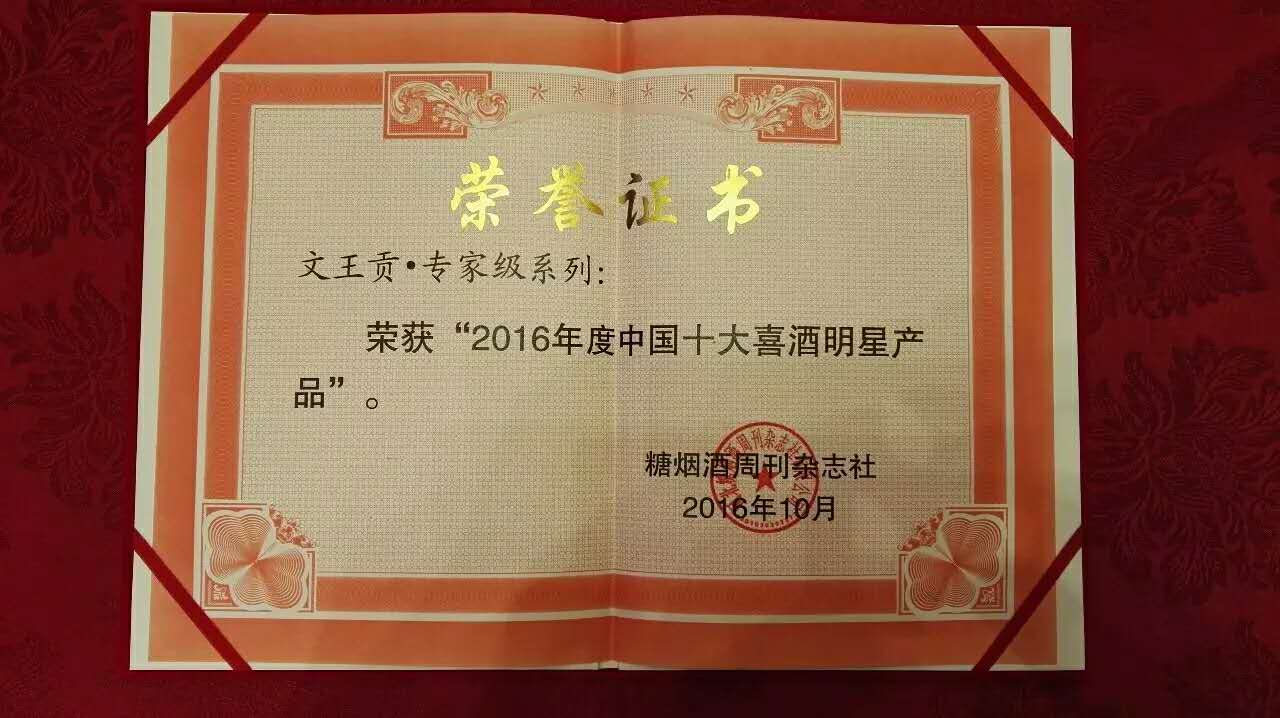 荣誉证书
文王贡•专家级系列：
荣获“2016年度中国十大喜酒明星产
品”。
糖烟酒周刊杂志社
2016年10月